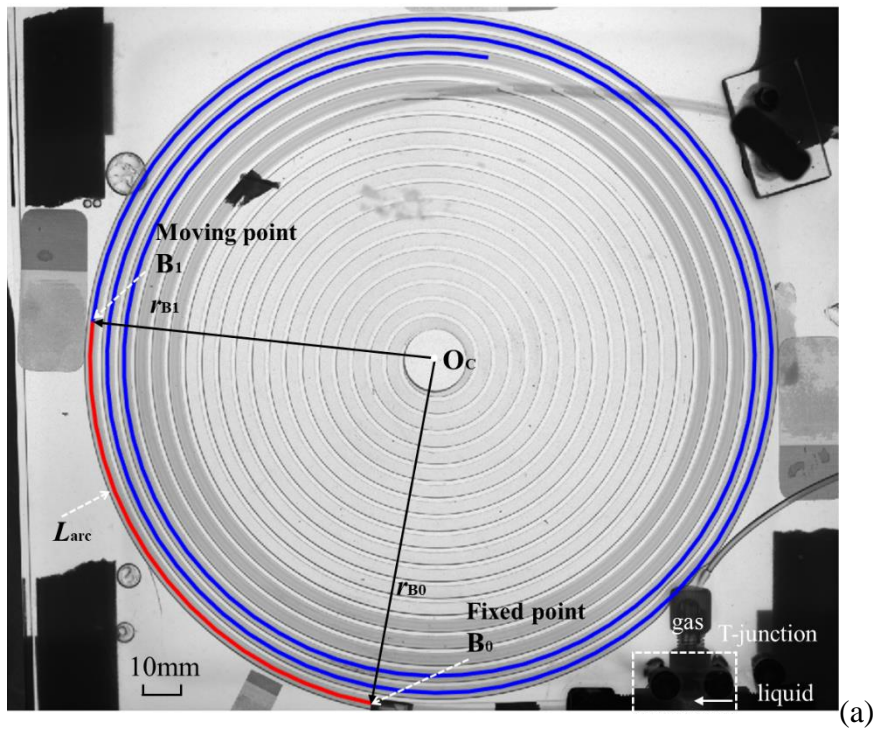 Moving point
B1
rB1
OC
Larc
rB0
Fixed point
B0
gas
T-junction
10mm
liquid
(a)